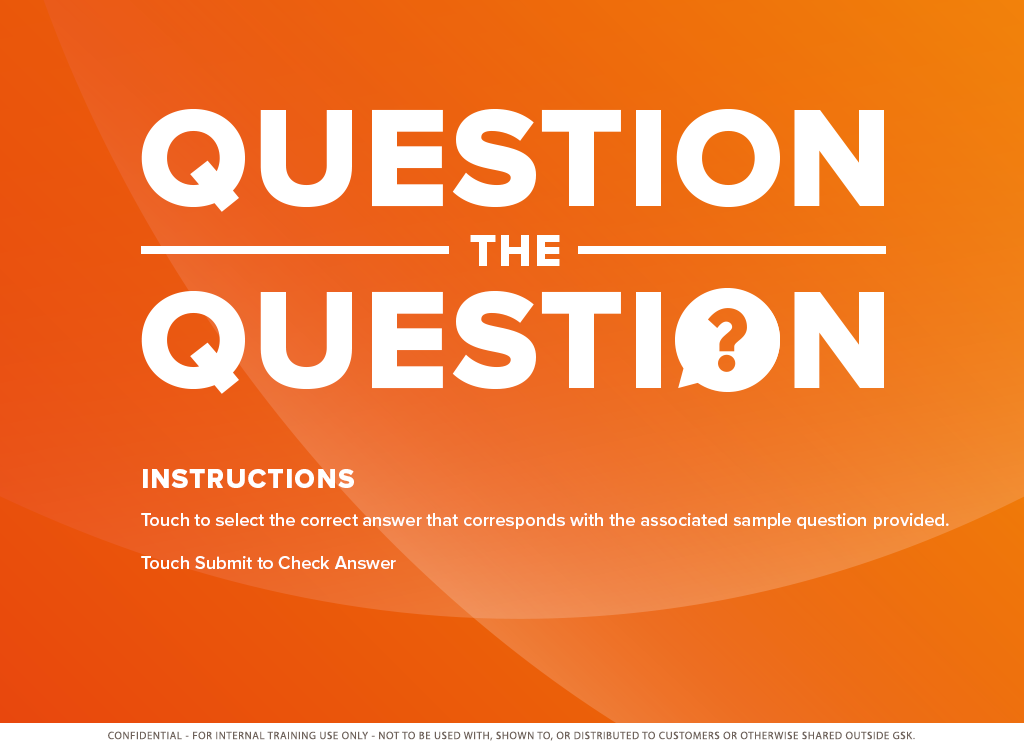 QUESTION
THE
QUESTION
INSTRUCTIONS
Touch to select the correct answer that corresponds with the associated sample question provided.
Touch Submit to Check Answer
CONFIDENTIAL - FOR INTERNAL TRAINING USE ONLY - NOT TO BE USED WITH, SHOWN TO, OR DISTRIBUTED TO CUSTOMERS OR OTHERWISE SHARED OUTSIDE GSK.